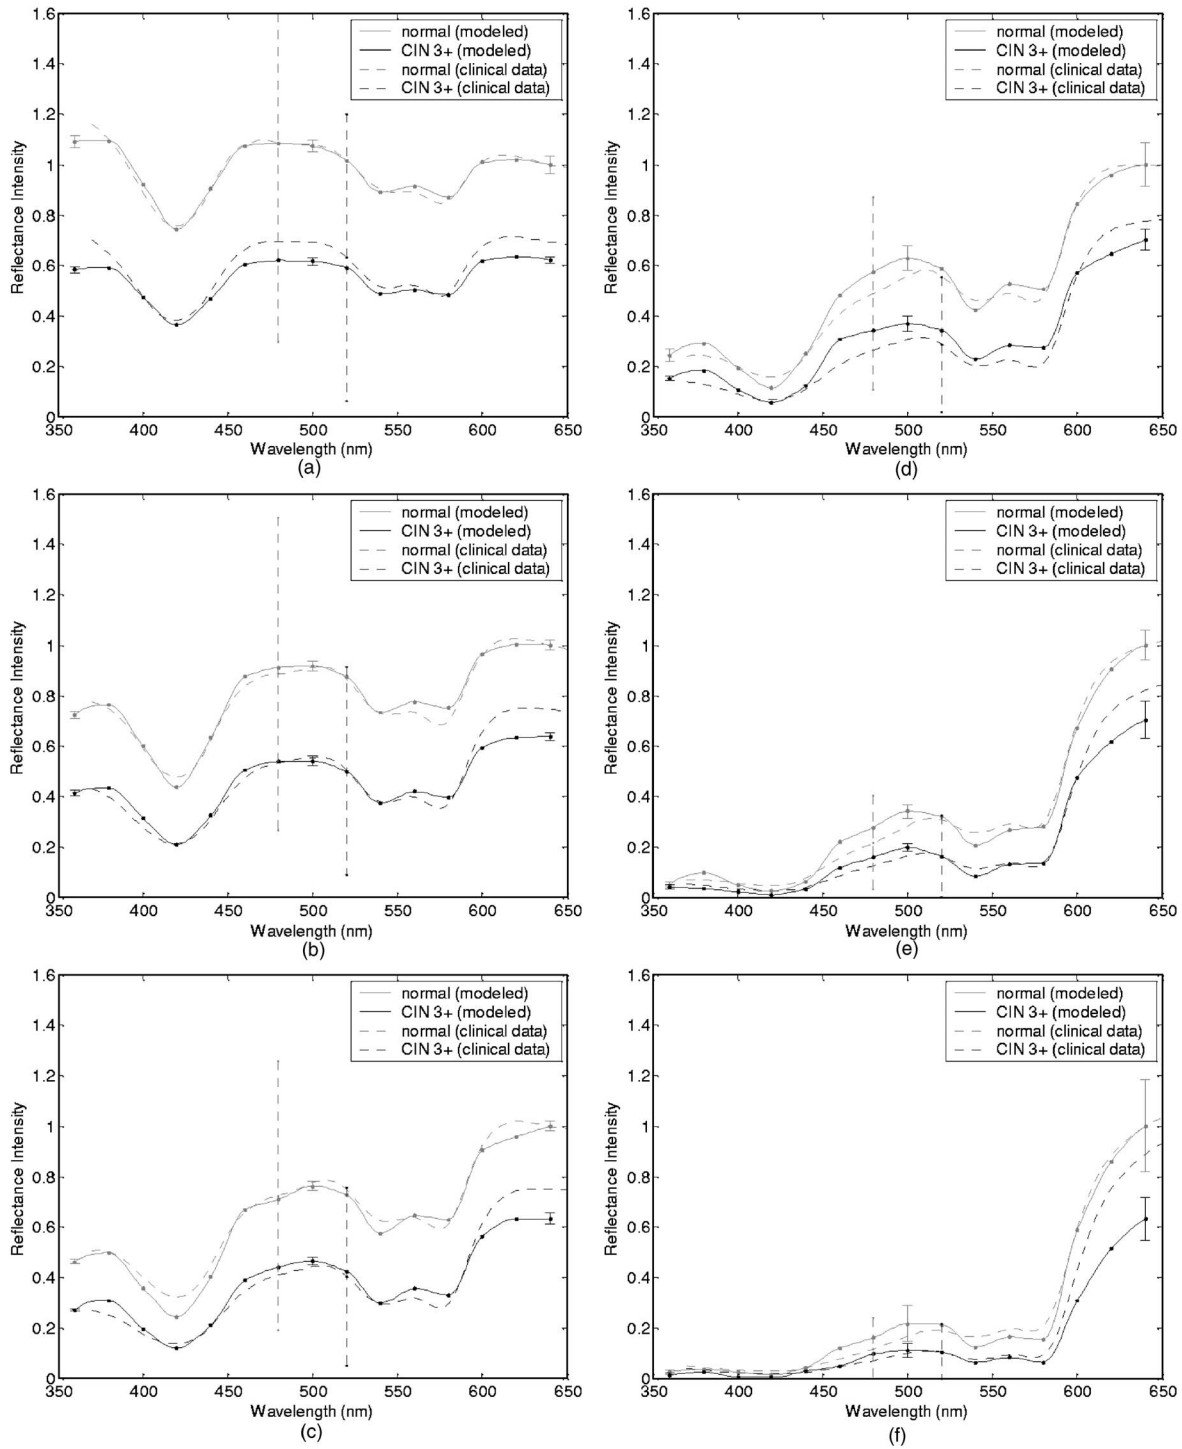 1.6
1.4
1.2
1
0.8
0.6
0.4
0.2
0
Reflectance Intensity
normal (modeled)
CIN 3+ (modeled)
normal (clinical data)
CIN 3+ (clinical data)
350 400 450 500 550 600 650
Wavelength (nm)
(a)
1.6
1.4
1.2
1
0.8
0.6
0.4
0.2
0
Reflectance Intensity
normal (modeled)
CIN 3+ (modeled)
normal (clinical data)
CIN 3+ (clinical data)
350 400 450 500 550 600 650
Wavelength (nm)
(b)
1.6
1.4
1.2
1
0.8
0.6
0.4
0.2
0
Reflectance Intensity
normal (modeled)
CIN 3+ (modeled)
normal (clinical data)
CIN 3+ (clinical data)
350 400 450 500 550 600 650
Wavelength (nm)
(c)
1.6
1.4
1.2
1
0.8
0.6
0.4
0.2
0
Reflectance Intensity
normal (modeled)
CIN 3+ (modeled)
normal (clinical data)
CIN 3+ (clinical data)
350 400 450 500 550 600 650
Wavelength (nm)
(d)
1.6
1.4
1.2
1
0.8
0.6
0.4
0.2
0
Reflectance Intensity
normal (modeled)
CIN 3+ (modeled)
normal (clinical data)
CIN 3+ (clinical data)
350 400 450 500 550 600 650
Wavelength (nm)
(e)
1.6
1.4
1.2
1
0.8
0.6
0.4
0.2
0
Reflectance Intensity
normal (modeled)
CIN 3+ (modeled)
normal (clinical data)
CIN 3+ (clinical data)
350 400 450 500 550 600 650
Wavelength (nm)
(f)